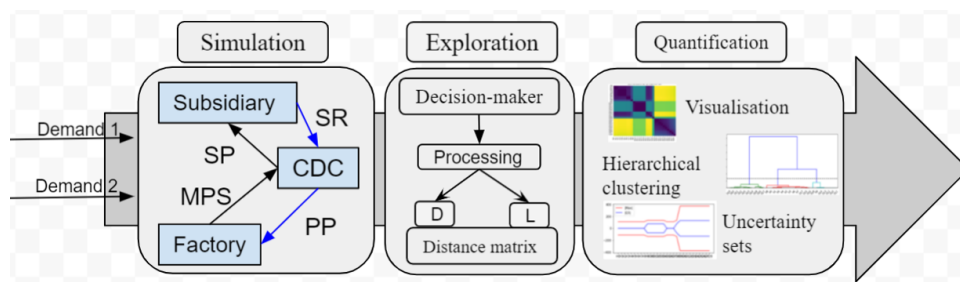 Simulation
Exploration
Quantification
Demand 1
Demand 2
Subsidiary
SR
SP
CDC
MPS
PP
Factory
Decision-maker
Processing
D
L
Distance matrix
Visualisation
Hierarchical
clustering
Uncertainty
sets